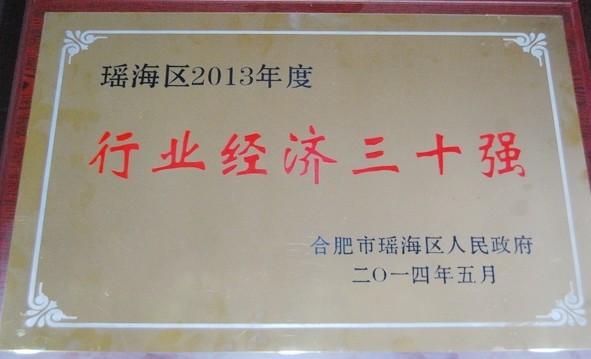 瑶海区2013年度
行业经济三十强
合肥市瑶海区人民政府
二〇一四年五月